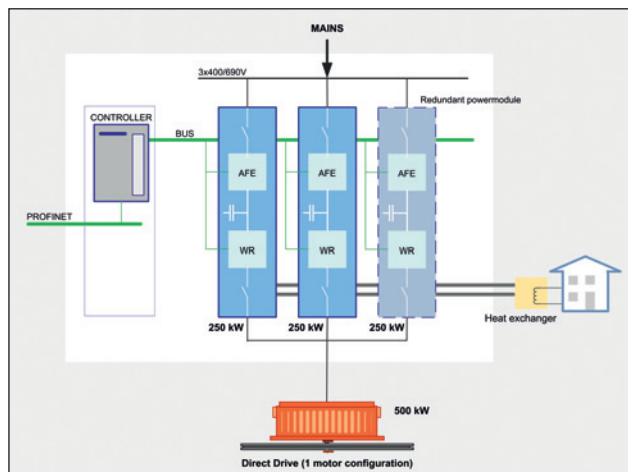 MAINS
3x400/690V
Redundant powermodule
CONTROLLER
BUS
AFE
AFE
AFE
PROFINET
WR
WR
WR
250 kW
250 kW
250 kW
Heat exchanger
500 kW
Direct Drive (1 motor configuration)